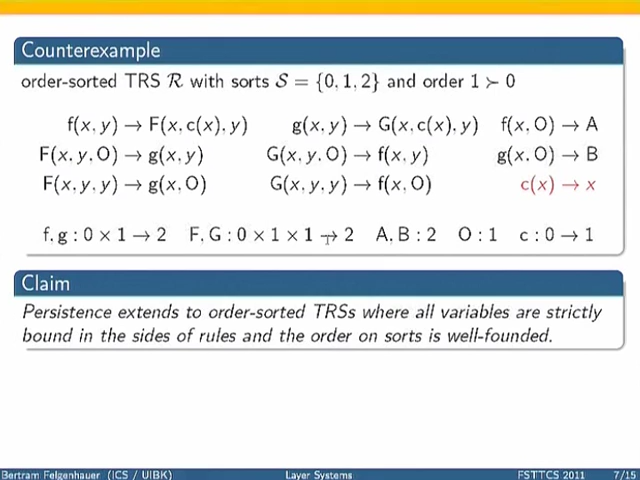 Counterexample
order-sorted TRS R with sorts S = {0, 1, 2} and order 1 ≻ 0
f(x, y) → F(x, c(x), y) g(x, y) → G(x, c(x), y) f(x, O) → A
F(x, y, O) → g(x, y) G(x, y, O) → f(x, y) g(x, O) → B
F(x, y, y) → g(x, O) G(x, y, y) → f(x, O) c(x) → x
f, g : 0 × 1 → 2 F, G : 0 × 1 × 1 → 2 A, B : 2 O : 1 c : 0 → 1
Claim
Persistence extends to order-sorted TRSs where all variables are strictly
bound in the sides of rules and the order on sorts is well-founded.
Bertram Felgenhauer (ICS / UIBK) Layer Systems FSTTCS 2011 7/15